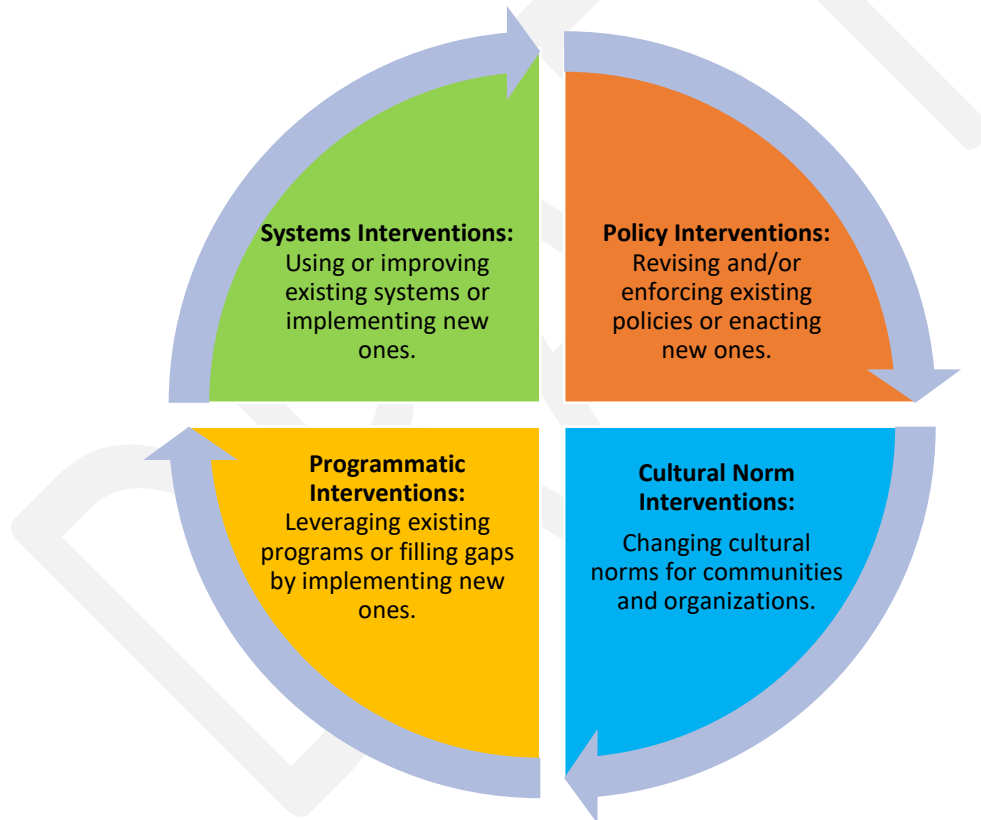 Systems Interventions:
Using or improving
existing systems or
implementing new
ones.
Policy Interventions:
Revising and/or
enforcing existing
policies or enacting
new ones.
Programmatic
Interventions:
Leveraging existing
programs or filling gaps
by implementing new
ones.
Cultural Norm
Interventions:
Changing cultural
norms for communities
and organizations.